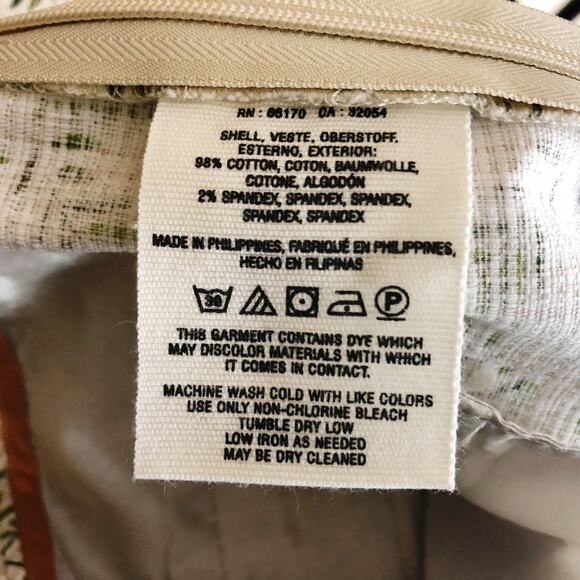 RN : 66170 CA : 32054
SHELL, VESTE, OBERSTOFF,
ESTERNO, EXTERIOR:
98% COTTON, COTON, BAUMWOLLE,
COTONE, ALGODÓN
2% SPANDEX, SPANDEX, SPANDEX,
SPANDEX, SPANDEX
MADE IN PHILIPPINES, FABRIQUÉ EN PHILIPPINES,
HECHO EN FILIPINAS
30 P
THIS GARMENT CONTAINS DYE WHICH
MAY DISCOLOR MATERIALS WITH WHICH
IT COMES IN CONTACT.
MACHINE WASH COLD WITH LIKE COLORS
USE ONLY NON-CHLORINE BLEACH
TUMBLE DRY LOW
LOW IRON AS NEEDED
MAY BE DRY CLEANED